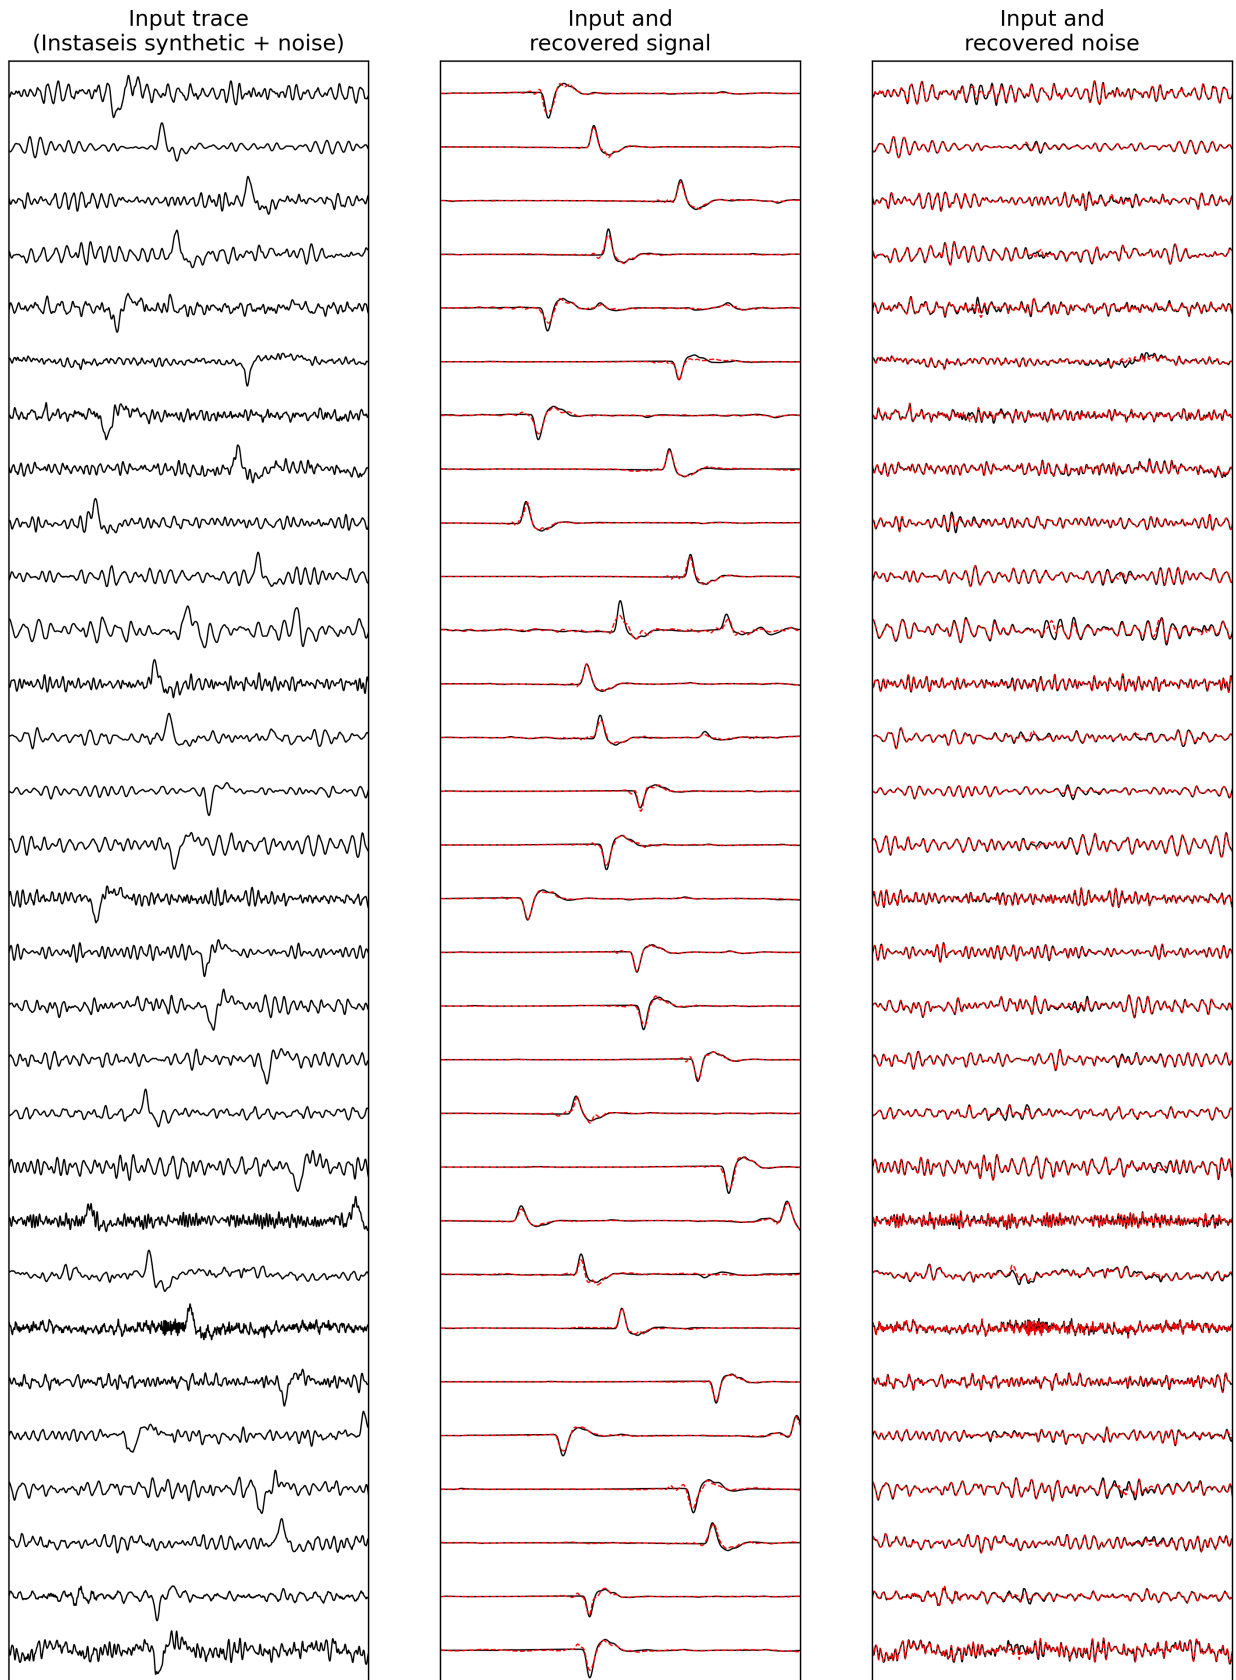 Input trace
(Instaseis synthetic + noise)
Input and
recovered signal
Input and
recovered noise